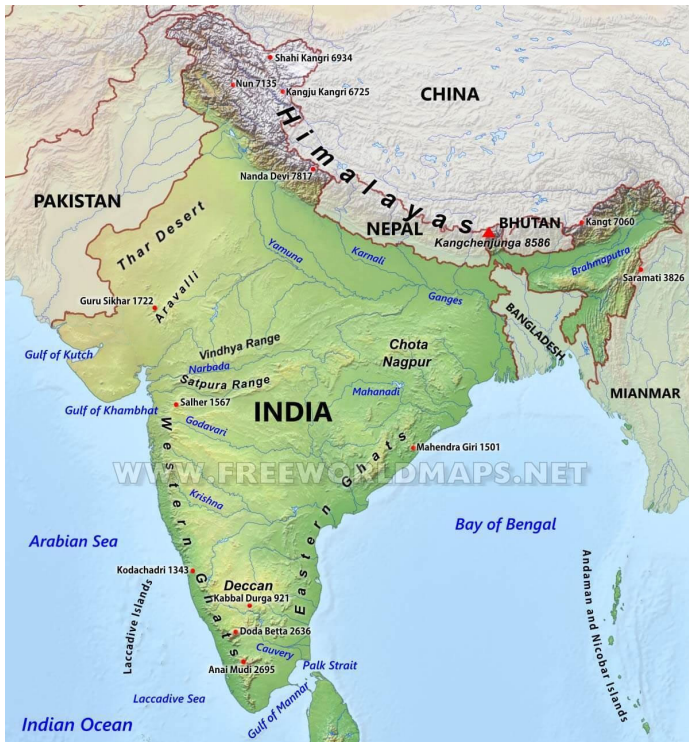 Shahi Kangri 6934
Nun 7135
Kangju Kangri 6725
CHINA
Himalayas
Nanda Devi 7817
PAKISTAN
Thar Desert
NEPAL
BHUTAN
Kangt 7060
Kangchenjunga 8586
Yamuna
Karnali
Brahmaputra
Saramati 3826
Aravalli
Guru Sikhar 1722
Ganges
BANGLADESH
Gulf of Kutch
Vindhya Range
Chota
Nagpur
Narbada
Satpura Range
Mahanadi
MIANMAR
Gulf of Khambhat
Salher 1567
INDIA
Godavari
Mahendra Giri 1501
WWW.FREEWORLDMAPS.NET
Western Ghats
Eastern Ghats
Krishna
Bay of Bengal
Arabian Sea
Kodachadri 1343
Deccan
Kabbal Durga 921
Andaman and Nicobar Islands
Laccadive Islands
Doda Betta 2636
Cauvery
Palk Strait
Anai Mudi 2695
Laccadive Sea
Gulf of Mannar
Indian Ocean